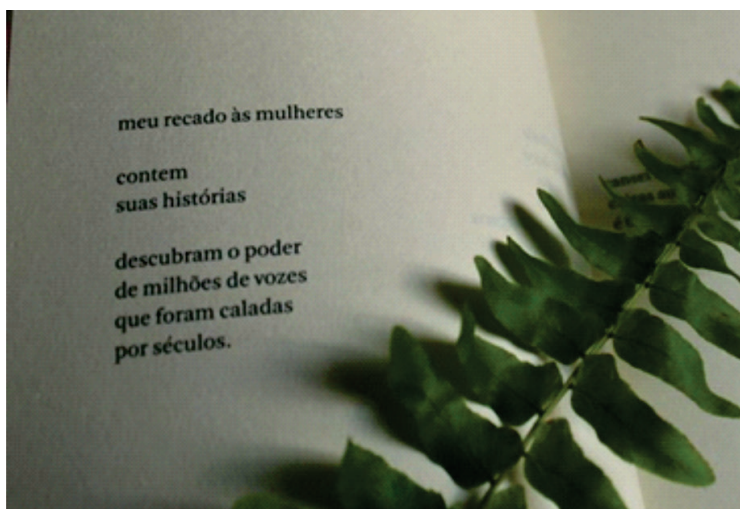 meu recado às mulheres
contem
suas histórias
descubram o poder
de milhões de vozes
que foram caladas
por séculos.